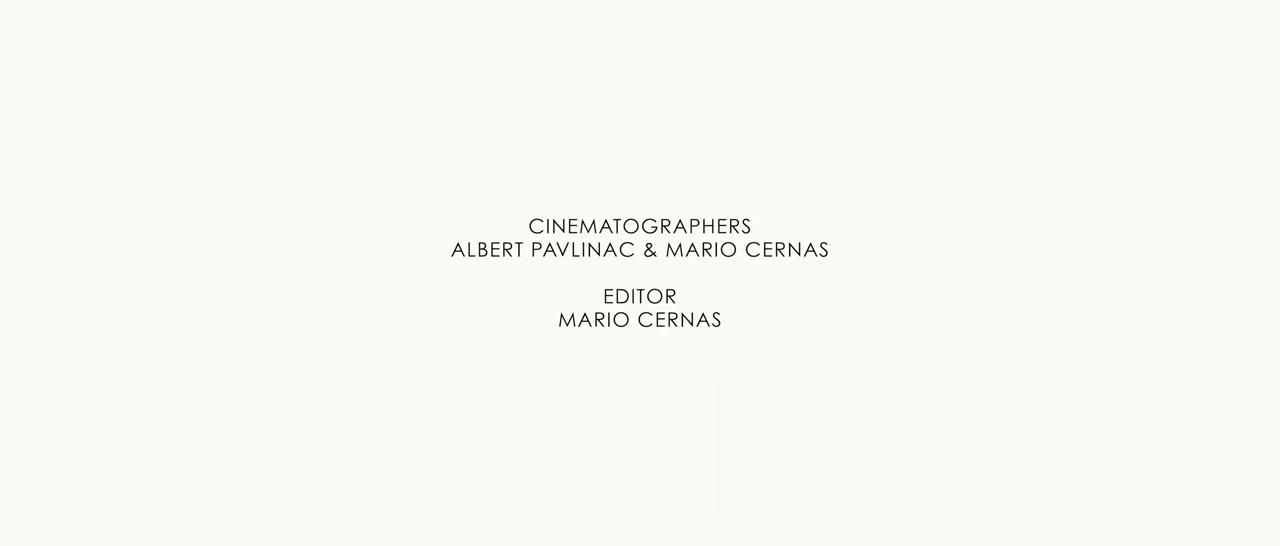 CINEMATOGRAPHERS
ALBERT PAVLINAC & MARIO CERNAS
EDITOR
MARIO CERNAS